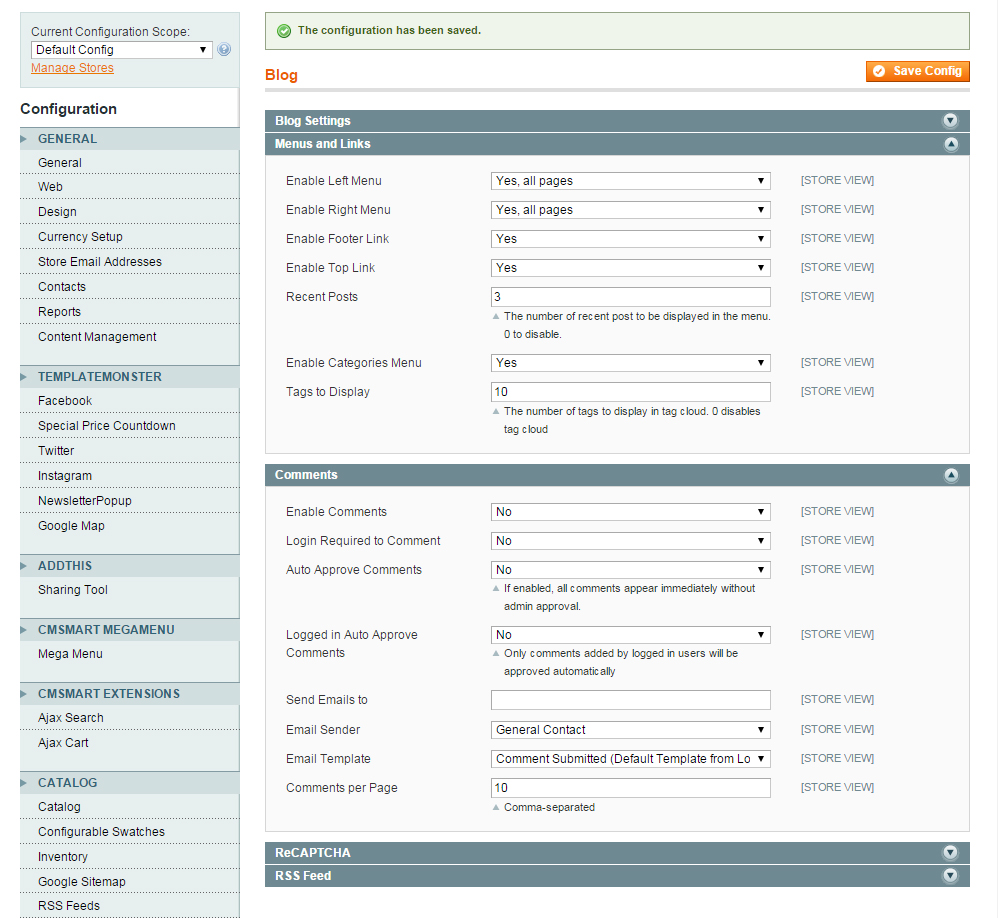 Current Configuration Scope:
Default Config
Manage Stores
Configuration
GENERAL
General
Web
Design
Currency Setup
Store Email Addresses
Contacts
Reports
Content Management
TEMPLATEMONSTER
Facebook
Special Price Countdown
Twitter
Instagram
NewsletterPopup
Google Map
ADDTHIS
Sharing Tool
CMSMART MEGAMENU
Mega Menu
CMSMART EXTENSIONS
Ajax Search
Ajax Cart
CATALOG
Catalog
Configurable Swatches
Inventory
Google Sitemap
RSS Feeds
The configuration has been saved.
Blog
Save Config
Blog Settings
Menus and Links
Enable Left Menu Yes, all pages [STORE VIEW]
Enable Right Menu Yes, all pages [STORE VIEW]
Enable Footer Link Yes [STORE VIEW]
Enable Top Link Yes [STORE VIEW]
Recent Posts 3 [STORE VIEW]
The number of recent post to be displayed in the menu.
0 to disable.
Enable Categories Menu Yes [STORE VIEW]
Tags to Display 10 [STORE VIEW]
The number of tags to display in tag cloud. 0 disables
tag cloud
Comments
Enable Comments No [STORE VIEW]
Login Required to Comment No [STORE VIEW]
Auto Approve Comments No [STORE VIEW]
If enabled, all comments appear immediately without
admin approval.
Logged in Auto Approve No [STORE VIEW]
Comments
Only comments added by logged in users will be
approved automatically
Send Emails to [STORE VIEW]
Email Sender General Contact [STORE VIEW]
Email Template Comment Submitted (Default Template from Lo [STORE VIEW]
Comments per Page 10 [STORE VIEW]
Comma-separated
ReCAPTCHA
RSS Feed